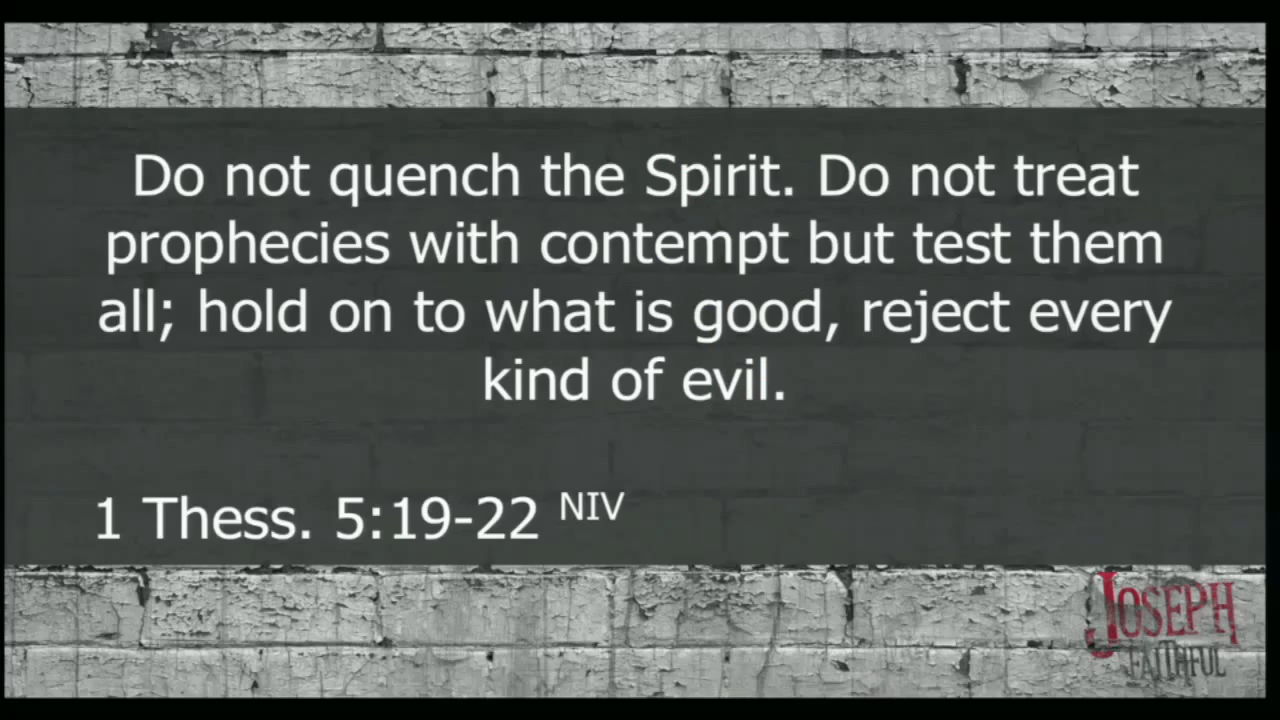 Do not quench the Spirit. Do not treat
prophecies with contempt but test them
all; hold on to what is good, reject every
kind of evil.
1 Thess. 5:19-22 NIV
JOSEPH
FAITHFUL